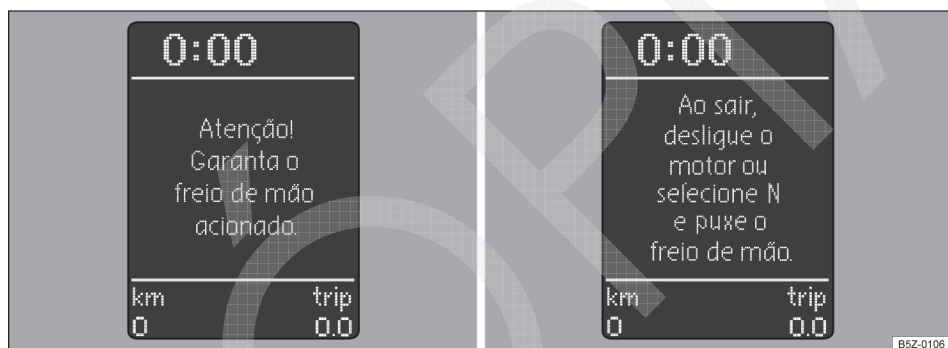 0:00
Atenção!
Garanta o
freio de mão
acionado.
km trip
0 0.0
0:00
Ao sair,
desligue o
motor ou
selecione N
e puxe o
freio de mão.
km trip
0 0.0
B5Z-0106